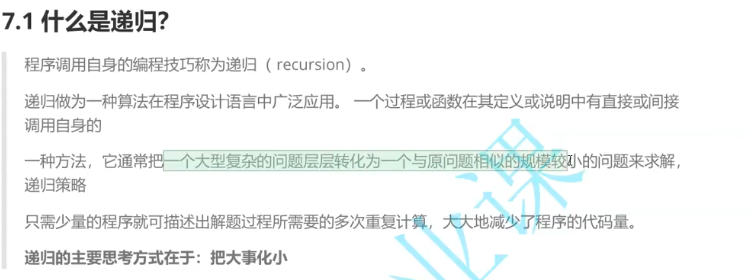 7.1 什么是递归？
程序调用自身的编程技巧称为递归（ recursion）。
递归做为一种算法在程序设计语言中广泛应用。 一个过程或函数在其定义或说明中有直接或间接
调用自身的
一种方法，它通常把一个大型复杂的问题层层转化为一个与原问题相似的规模较小的问题来求解，
递归策略
只需少量的程序就可描述出解题过程所需要的多次重复计算，大大地减少了程序的代码量。
递归的主要思考方式在于：把大事化小
业课